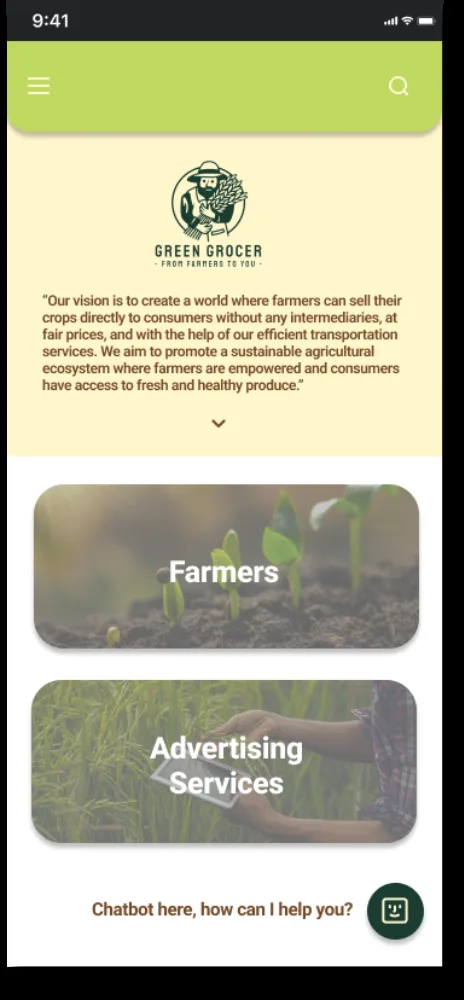 9:41
GREEN GROCER
- FROM FARMERS TO YOU -
“Our vision is to create a world where farmers can sell their
crops directly to consumers without any intermediaries, at
fair prices, and with the help of our efficient transportation
services. We aim to promote a sustainable agricultural
ecosystem where farmers are empowered and consumers
have access to fresh and healthy produce.”
Farmers
Advertising
Services
Chatbot here, how can I help you?